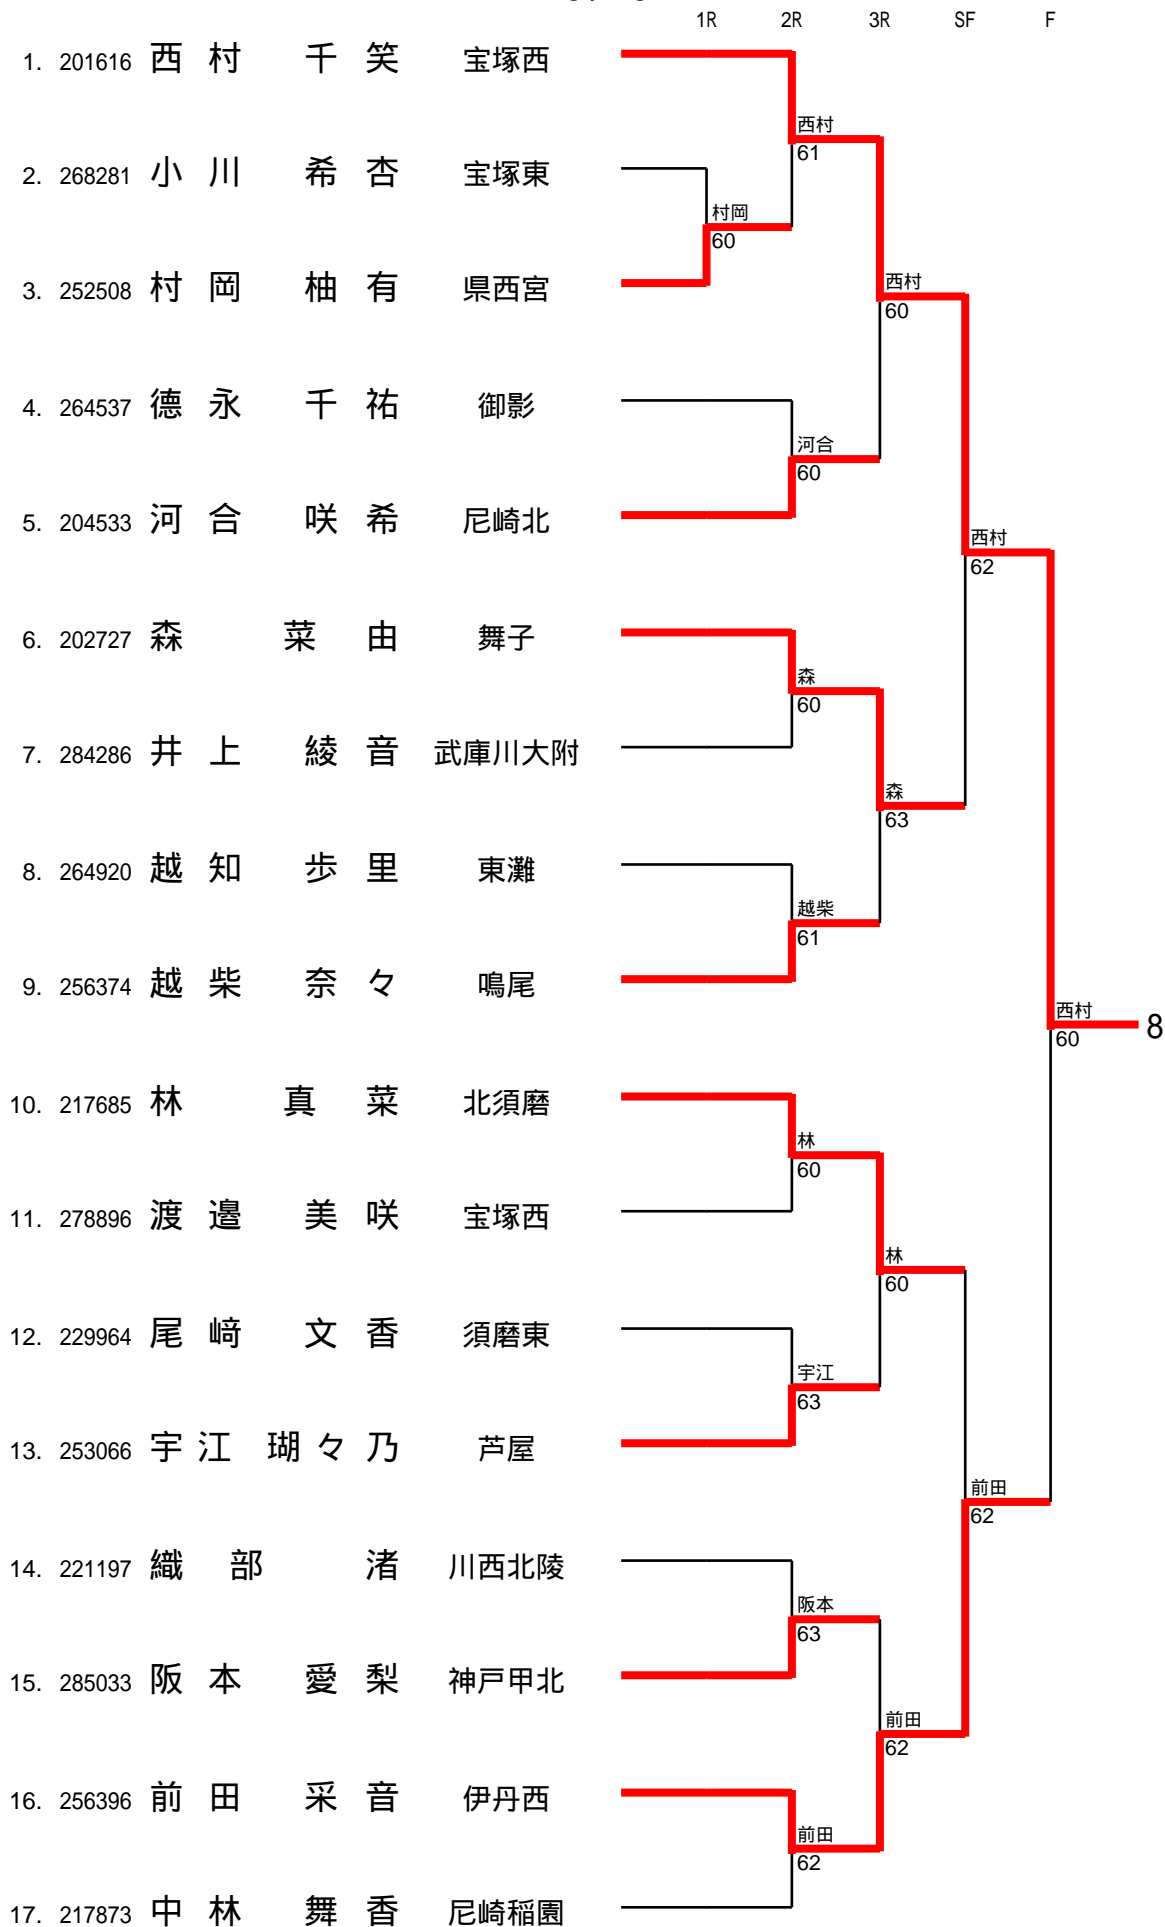 1R 2R 3R SF F
1. 201616 西村 千笑 宝塚西
西村
61
2. 268281 小川 希杏 宝塚東
村岡
60
3. 252508 村岡 柚有 県西宮
西村
60
4. 264537 德永 千祐 御影
河合
60
5. 204533 河合 咲希 尼崎北
西村
62
6. 202727 森 菜由 舞子
森
60
7. 284286 井上 綾音 武庫川大附
森
63
8. 264920 越知 歩里 東灘
越柴
61
9. 256374 越柴 奈々 鳴尾
西村
60
8
10. 217685 林 真菜 北須磨
林
60
11. 278896 渡邉 美咲 宝塚西
林
60
12. 229964 尾﨑 文香 須磨東
宇江
63
13. 253066 宇江 瑚々乃 芦屋
前田
62
14. 221197 織部 渚 川西北陵
阪本
63
15. 285033 阪本 愛梨 神戸甲北
前田
62
16. 256396 前田 采音 伊丹西
前田
62
17. 217873 中林 舞香 尼崎稲園